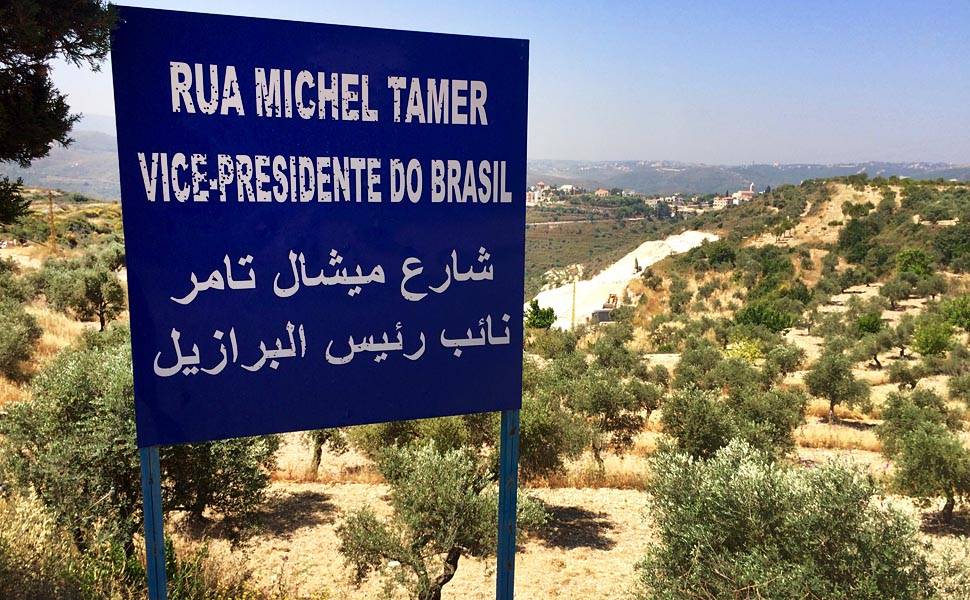 RUA MICHEL TAMER
VICE-PRESIDENTE DO BRASIL
شارع ميشال تامر
نائب رئيس البرازيل